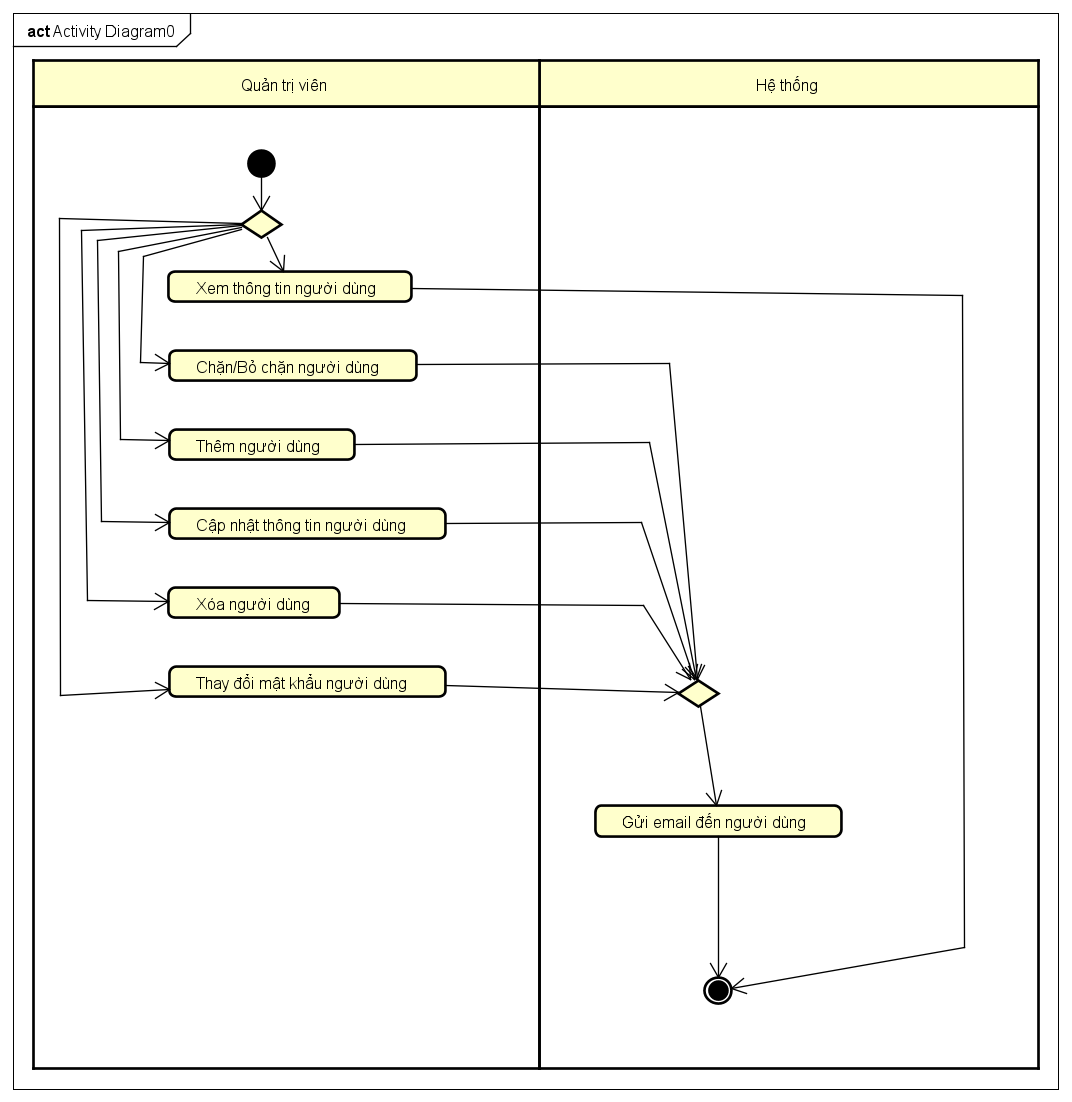 act Activity Diagram0
Quản trị viên
Hệ thống
Xem thông tin người dùng
Chặn/Bỏ chặn người dùng
Thêm người dùng
Cập nhật thông tin người dùng
Xóa người dùng
Thay đổi mật khẩu người dùng
Gửi email đến người dùng